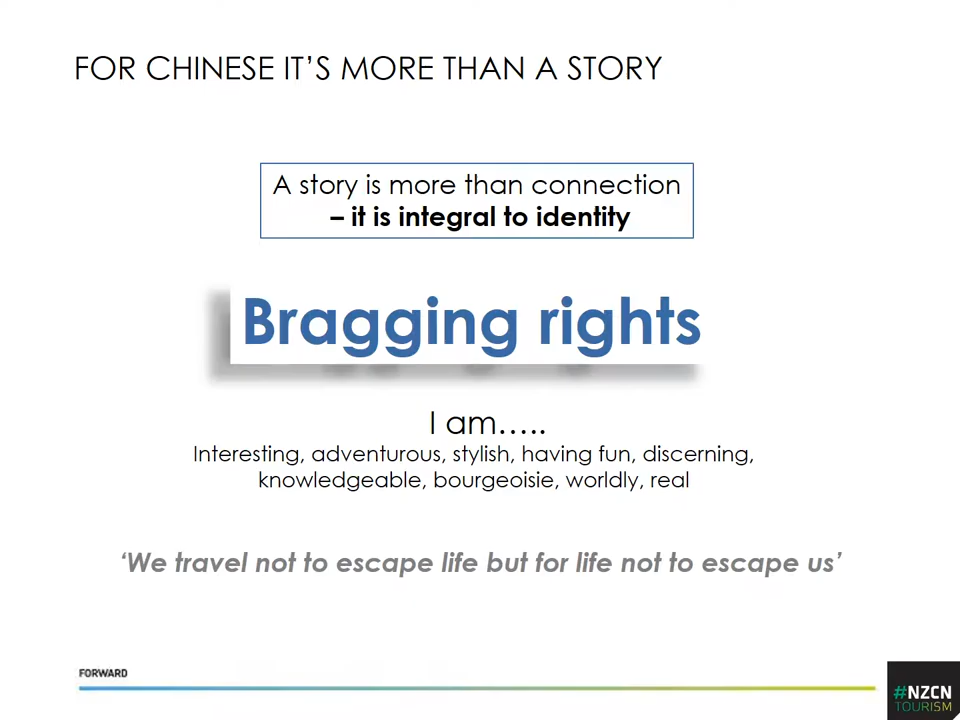 FOR CHINESE IT’S MORE THAN A STORY
A story is more than connection
– it is integral to identity
Bragging rights
I am…..
Interesting, adventurous, stylish, having fun, discerning,
knowledgeable, bourgeoisie, worldly, real
‘We travel not to escape life but for life not to escape us’
FORWARD
#NZCN
TOURISM